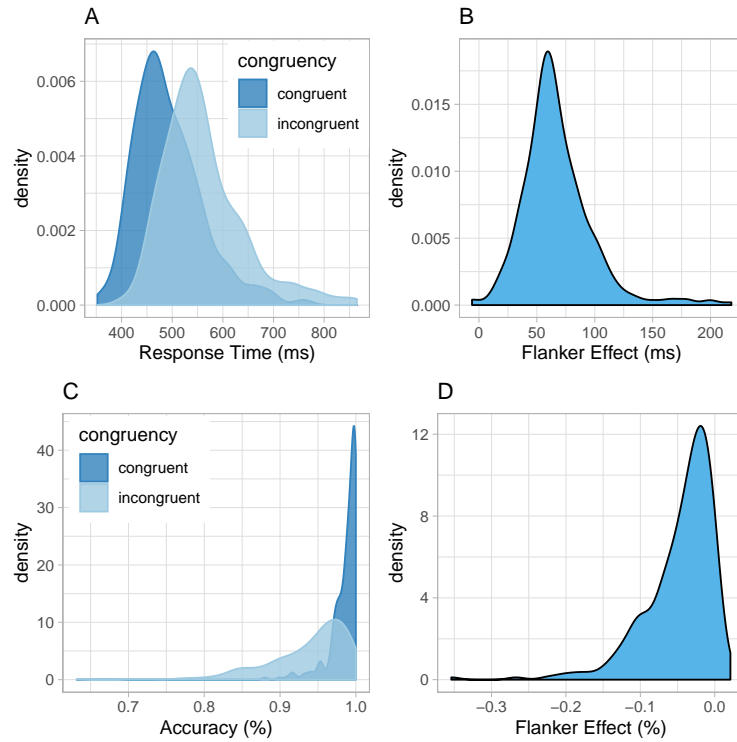 A
congruency
congruent
incongruent
density
0.006
0.004
0.002
0.000
400 500 600 700 800
Response Time (ms)
B
density
0.015
0.010
0.005
0.000
0 50 100 150 200
Flanker Effect (ms)
C
congruency
congruent
incongruent
density
40
30
20
10
0
0.7 0.8 0.9 1.0
Accuracy (%)
D
density
12
8
4
0
−0.3 −0.2 −0.1 0.0
Flanker Effect (%)